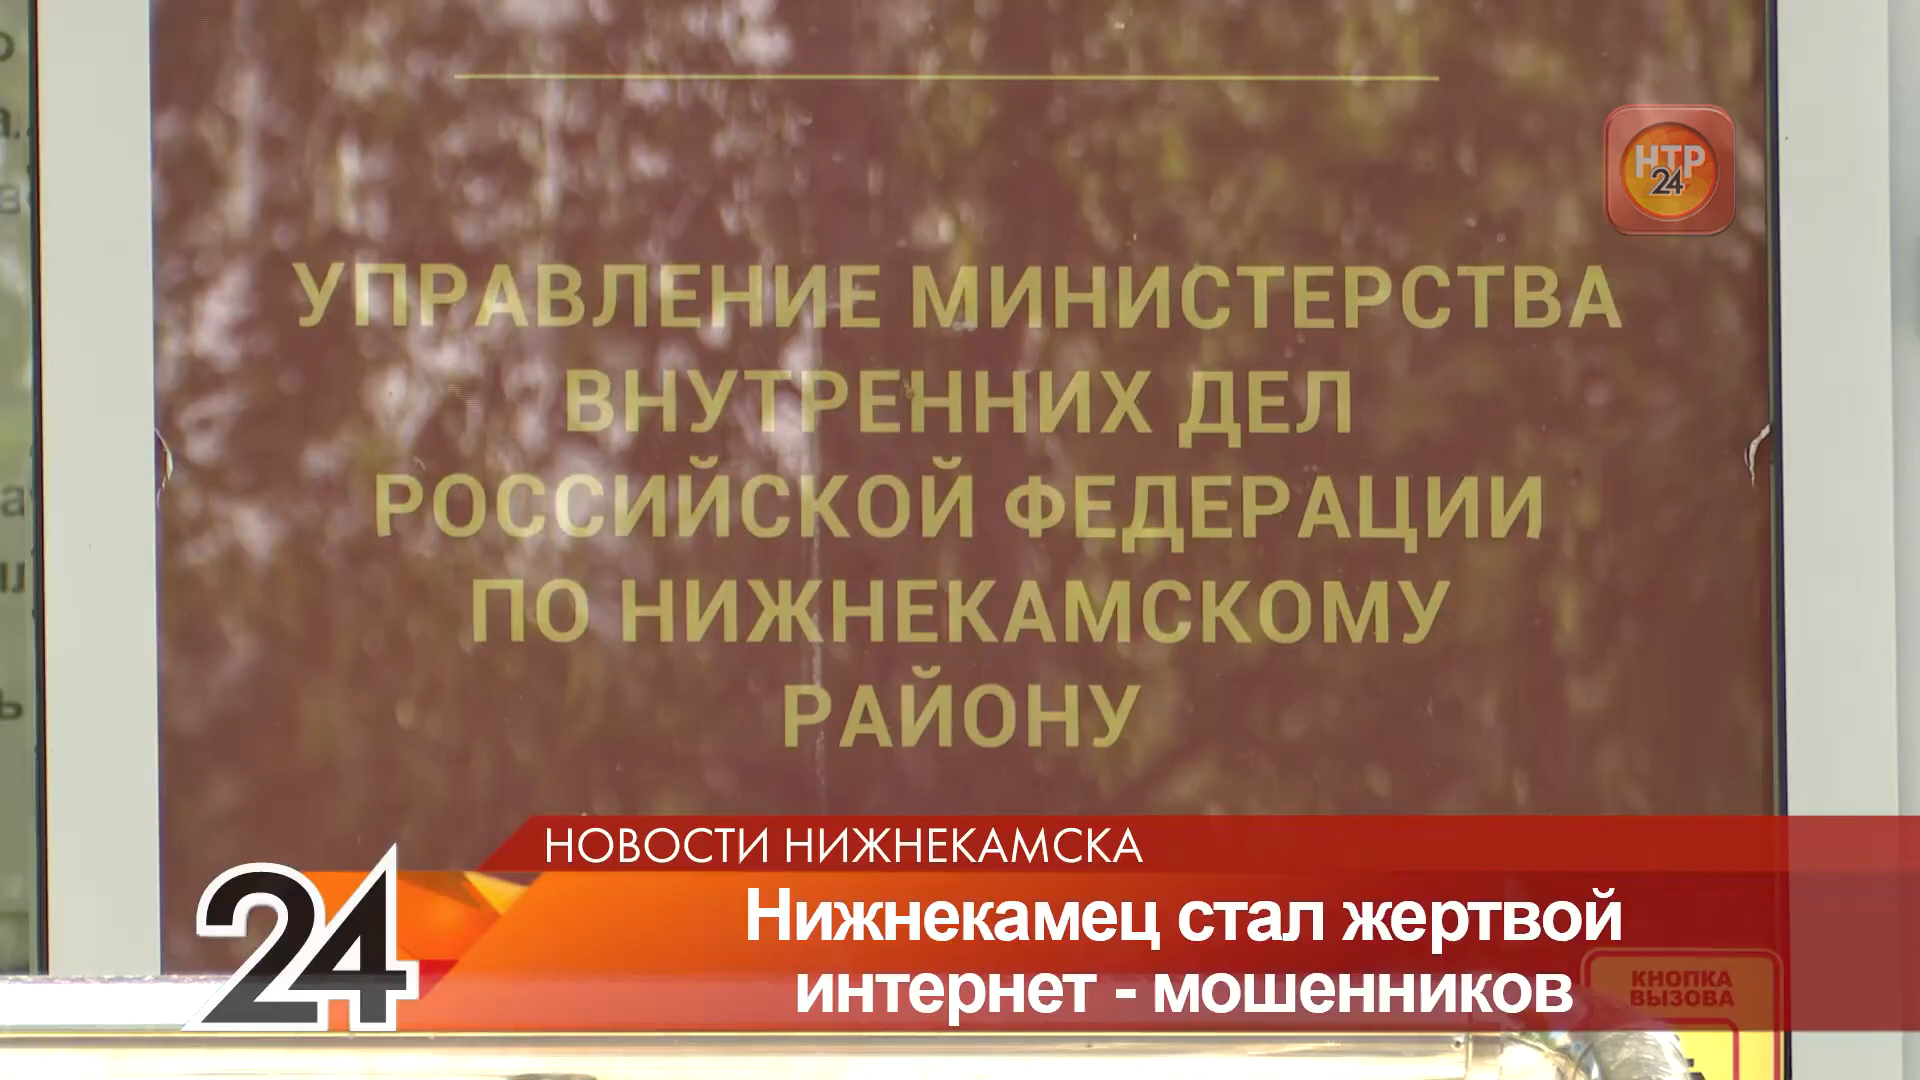 НТР
24
УПРАВЛЕНИЕ МИНИСТЕРСТВА
ВНУТРЕННИХ ДЕЛ
РОССИЙСКОЙ ФЕДЕРАЦИИ
ПО НИЖНЕКАМСКОМУ
РАЙОНУ
НОВОСТИ НИЖНЕКАМСКА
24
Нижнекамец стал жертвой
интернет - мошенников
КНОПКА
ВЫЗОВА